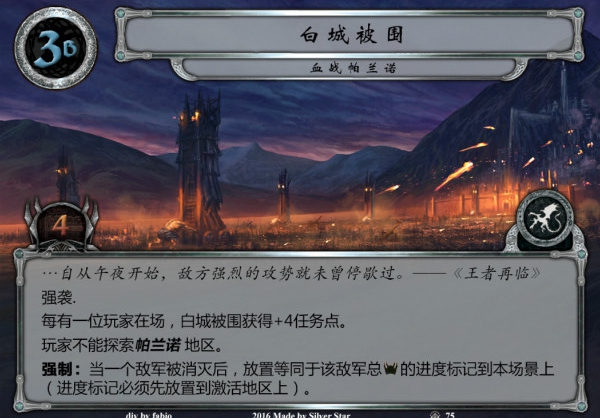 3B
白城被围
血战帕兰诺
4
…自从午夜开始，敌方强烈的攻势就未曾停歇过。——《王者再临》
强袭.
每有一位玩家在场，白城被围获得+4任务点。
玩家不能探索帕兰诺 地区。
强制：当一个敌军被消灭后，放置等同于该敌军总 的进度标记到本场景上
（进度标记必须先放置到激活地区上）。
diy by fabio
2016 Made by Silver Star
75